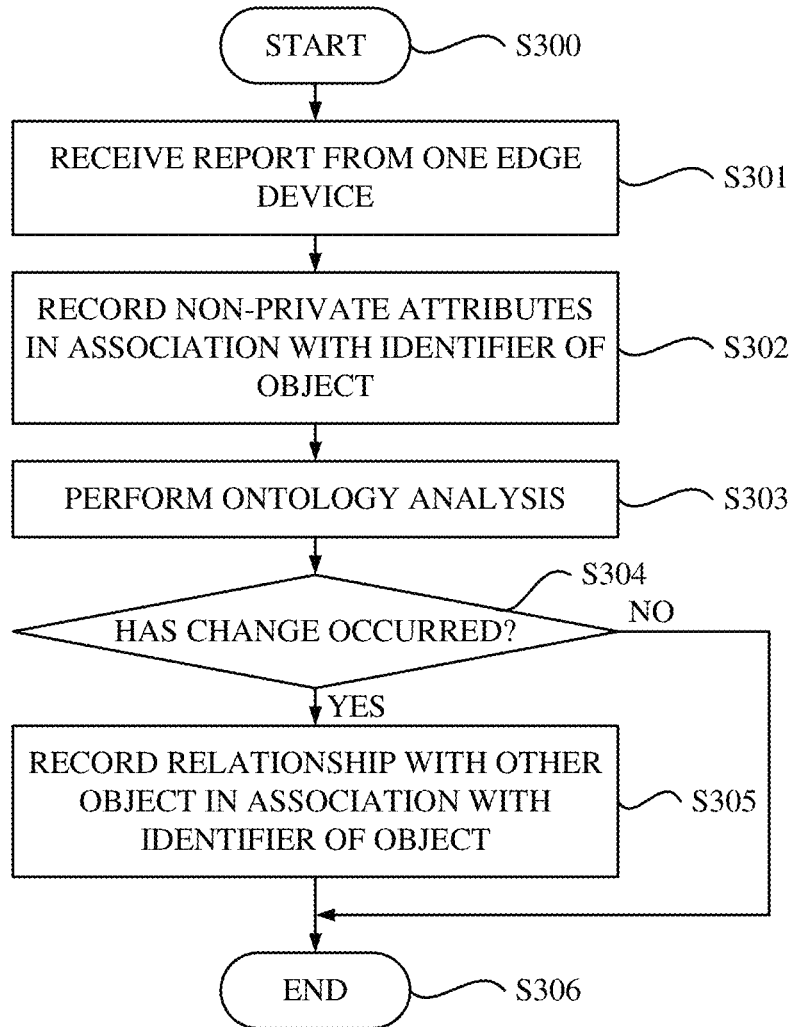 START
S300
RECEIVE REPORT FROM ONE EDGE
DEVICE
S301
RECORD NON-PRIVATE ATTRIBUTES
IN ASSOCIATION WITH IDENTIFIER OF
OBJECT
S302
PERFORM ONTOLOGY ANALYSIS
S303
S304
HAS CHANGE OCCURRED?
NO
YES
RECORD RELATIONSHIP WITH OTHER
OBJECT IN ASSOCIATION WITH
IDENTIFIER OF OBJECT
S305
END
S306